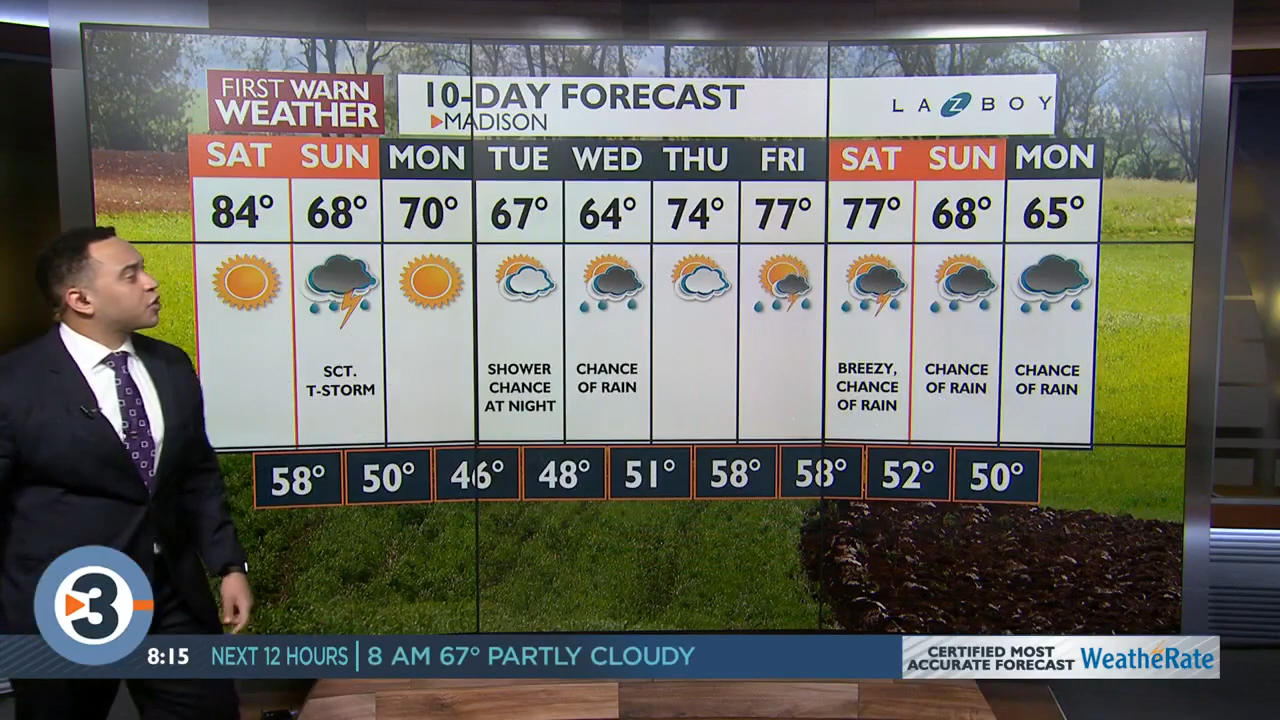 FIRST WARN
WEATHER
10-DAY FORECAST
MADISON
LA Z BOY
SAT SUN MON TUE WED THU FRI SAT SUN MON
84° 68° 70° 67° 64° 74° 77° 77° 68° 65°
SCT.
T-STORM
SHOWER
CHANCE
AT NIGHT
CHANCE
OF RAIN
BREEZY,
CHANCE
OF RAIN
CHANCE
OF RAIN
CHANCE
OF RAIN
58° 50° 46° 48° 51° 58° 58° 52° 50°
3
8:15 NEXT 12 HOURS | 8 AM 67° PARTLY CLOUDY
CERTIFIED MOST
ACCURATE FORECAST
WeatheRate